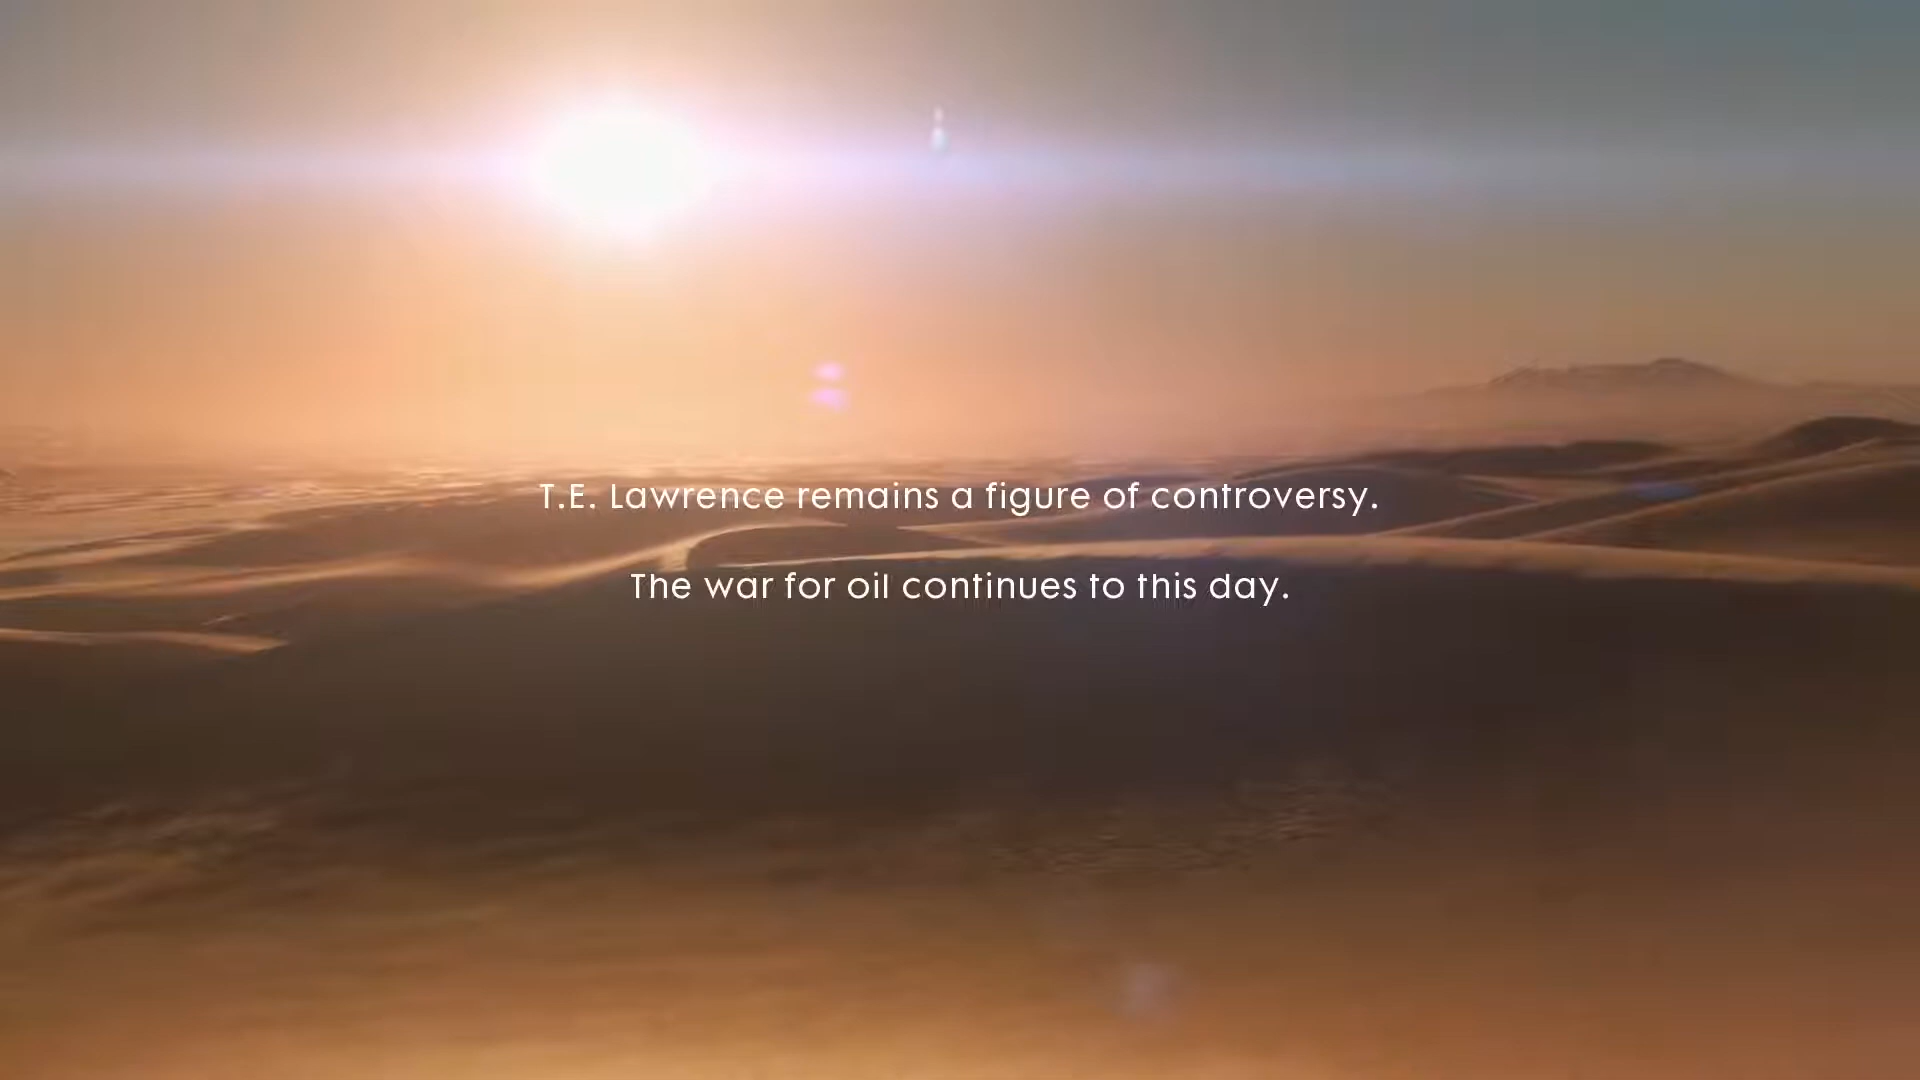 T.E. Lawrence remains a figure of controversy.
The war for oil continues to this day.